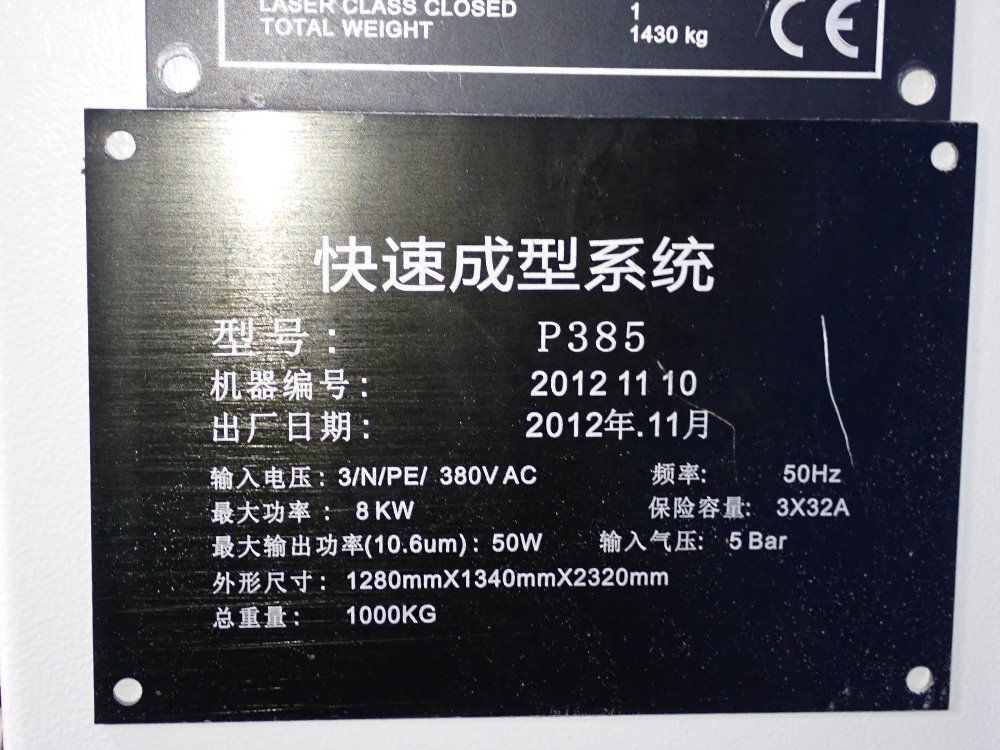 LASER CLASS CLOSED 1
TOTAL WEIGHT 1430 kg
CE
快速成型系统
型号： P385
机器编号： 2012 11 10
出厂日期： 2012年.11月
输入电压：3/N/PE/ 380V AC 频率: 50Hz
最大功率： 8 KW 保险容量: 3X32A
最大输出功率(10.6um)：50W 输入气压: 5 Bar
外形尺寸：1280mmX1340mmX2320mm
总重量： 1000KG